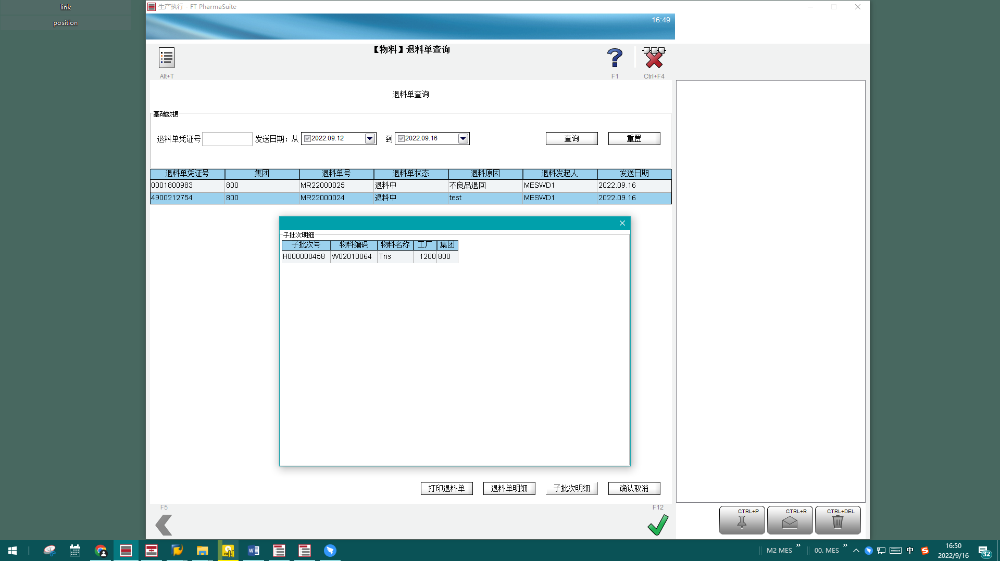 link
position
生产执行 - FT PharmaSuite
16:49
【物料】退料单查询
Alt+T
F1
Ctrl+F4
退料单查询
基础数据
退料单凭证号 发送日期：从 2022.09.12 到 2022.09.16 查询 重置
退料单凭证号 集团 退料单号 退料单状态 退料原因 退料发起人 发送日期
0001800983 800 MR22000025 退料中 不良品退回 MESWD1 2022.09.16
4900212754 800 MR22000024 退料中 test MESWD1 2022.09.16
子批次明细
子批次号 物料编码 物料名称 工厂 集团
H000000458 W02010064 Tris 1200 800
打印退料单 退料单明细 子批次明细 确认取消
F5
F12
CTRL+P
CTRL+R
CTRL+DEL
M2 MES
00. MES
中
16:50
2022/9/16
32